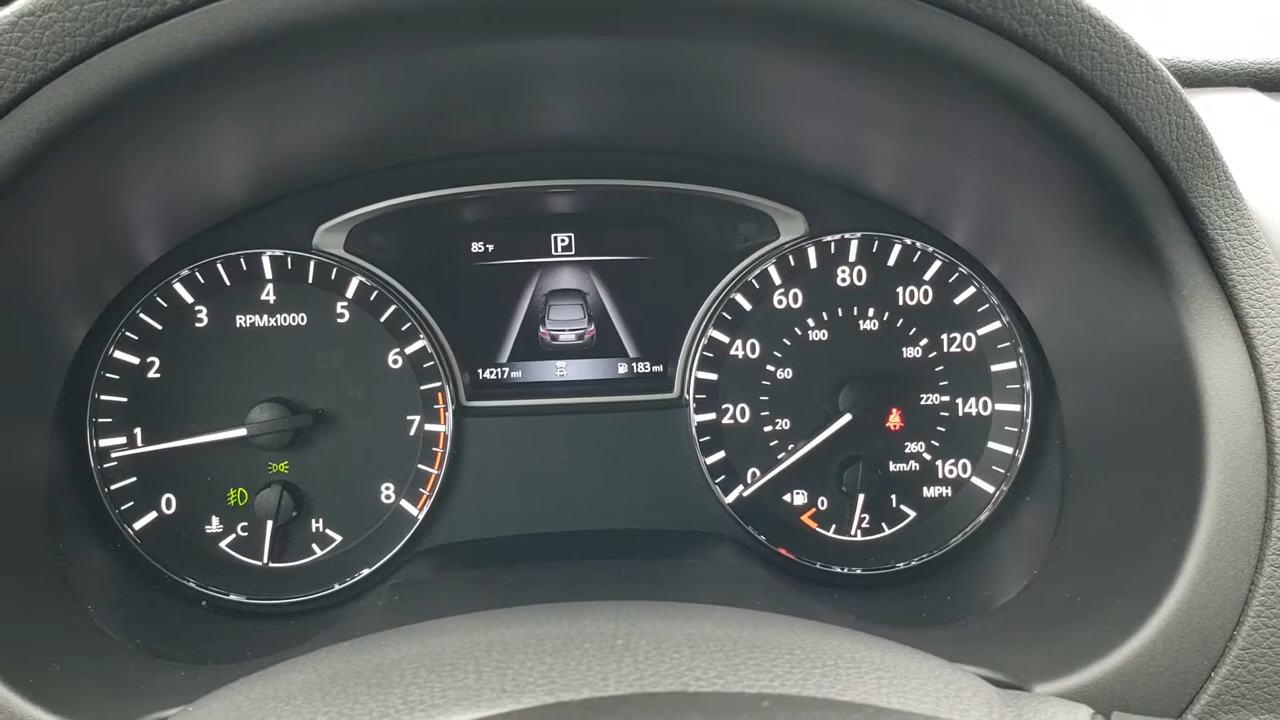 85°F P
14217 mi 183 mi
0 1 2 3 4 5 6 7 8
RPMx1000
C H
0 20 40 60 80 100 120 140 160
MPH
20 60 100 140 180 220 260
km/h
0 1/2 1